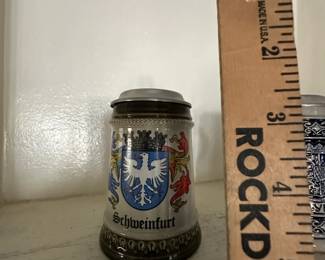 Schweinfurt
MADE IN U.S.A.
2
3
4
ROCKD